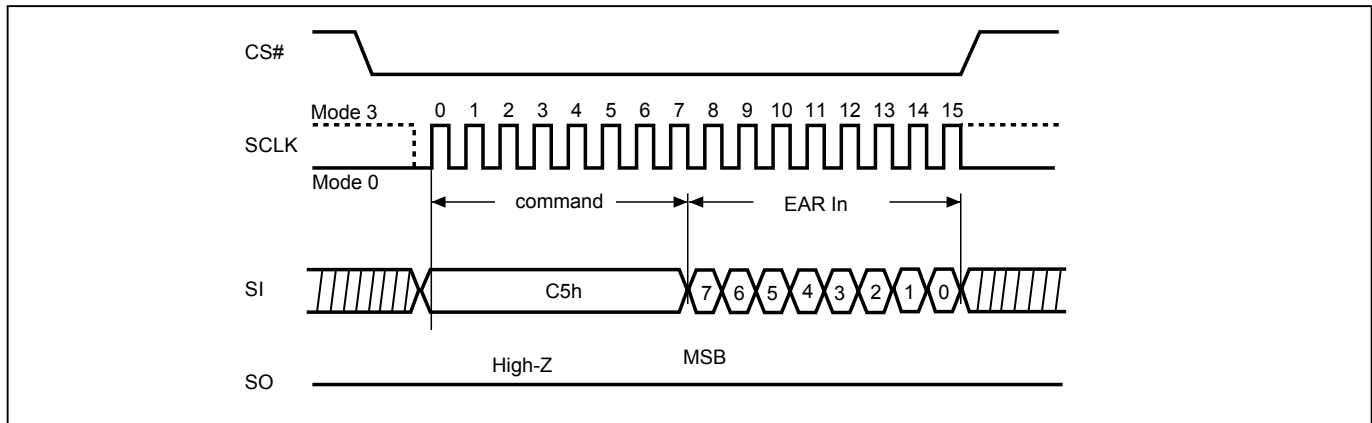 CS#
Mode 3
0 1 2 3 4 5 6 7 8 9 10 11 12 13 14 15
SCLK
Mode 0
command EAR In
SI C5h 7 6 5 4 3 2 1 0
High-Z MSB
SO